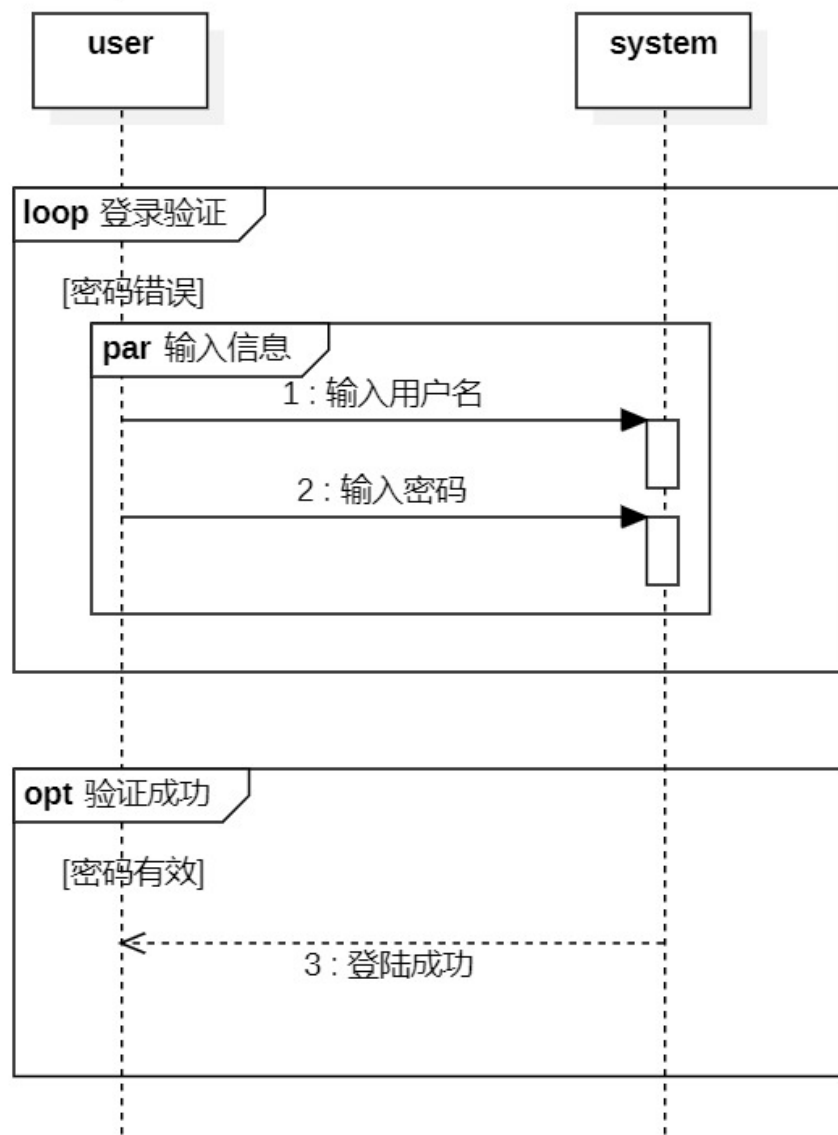 user
system
loop 登录验证
[密码错误]
par 输入信息
1 : 输入用户名
2 : 输入密码
opt 验证成功
[密码有效]
3 : 登陆成功